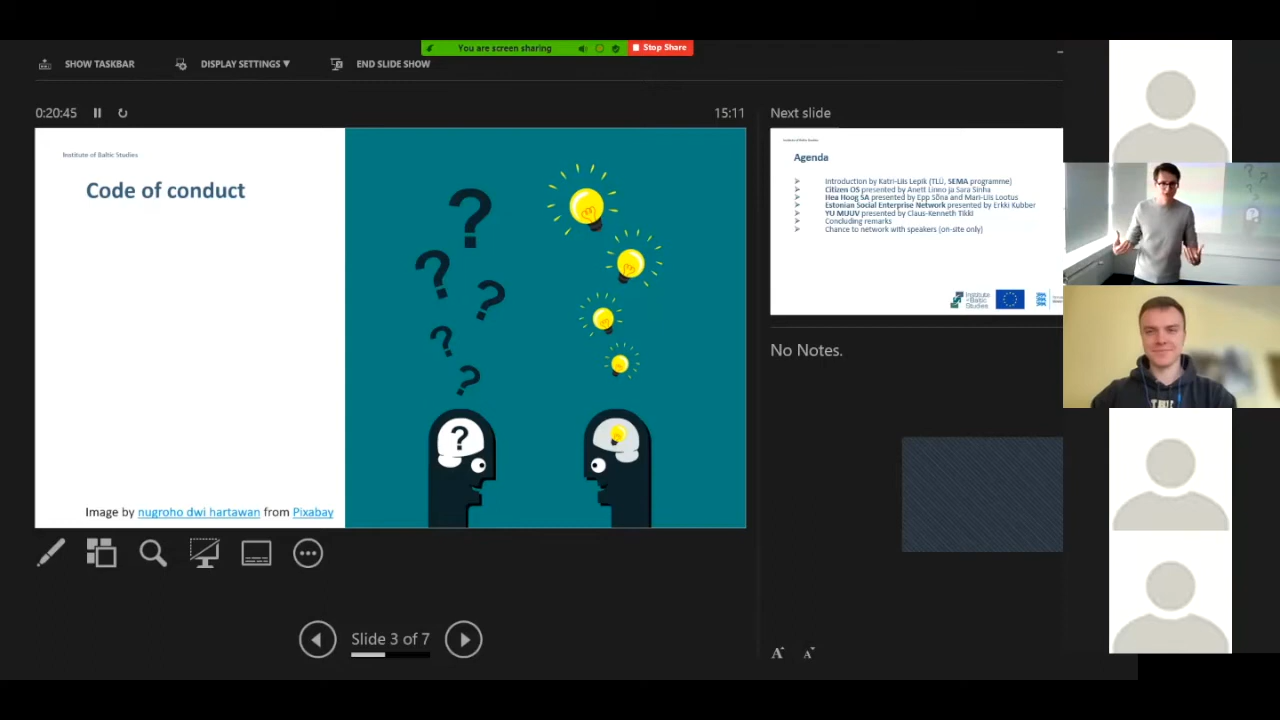 You are screen sharing
Stop Share
SHOW TASKBAR
DISPLAY SETTINGS ▼
END SLIDE SHOW
0:20:45
15:11
Institute of Baltic Studies
Code of conduct
?
?
?
?
?
?
Image by nugroho dwi hartawan from Pixabay
Next slide
Agenda
Introduction by Katri-Liis Lepik (TLÜ, SEMA programme)
Citizen OS presented by Anett Linno ja Sara Sinha
Hea Hoog SA presented by Epp Sõna and Mari-Liis Lootus
Estonian Social Enterprise Network presented by Erkki Kubber
YU MUUV presented by Claus-Kenneth Tikki
Concluding remarks
Chance to network with speakers (on-site only)
Institute
of Baltic
Studies
No Notes.
Slide 3 of 7
A
A